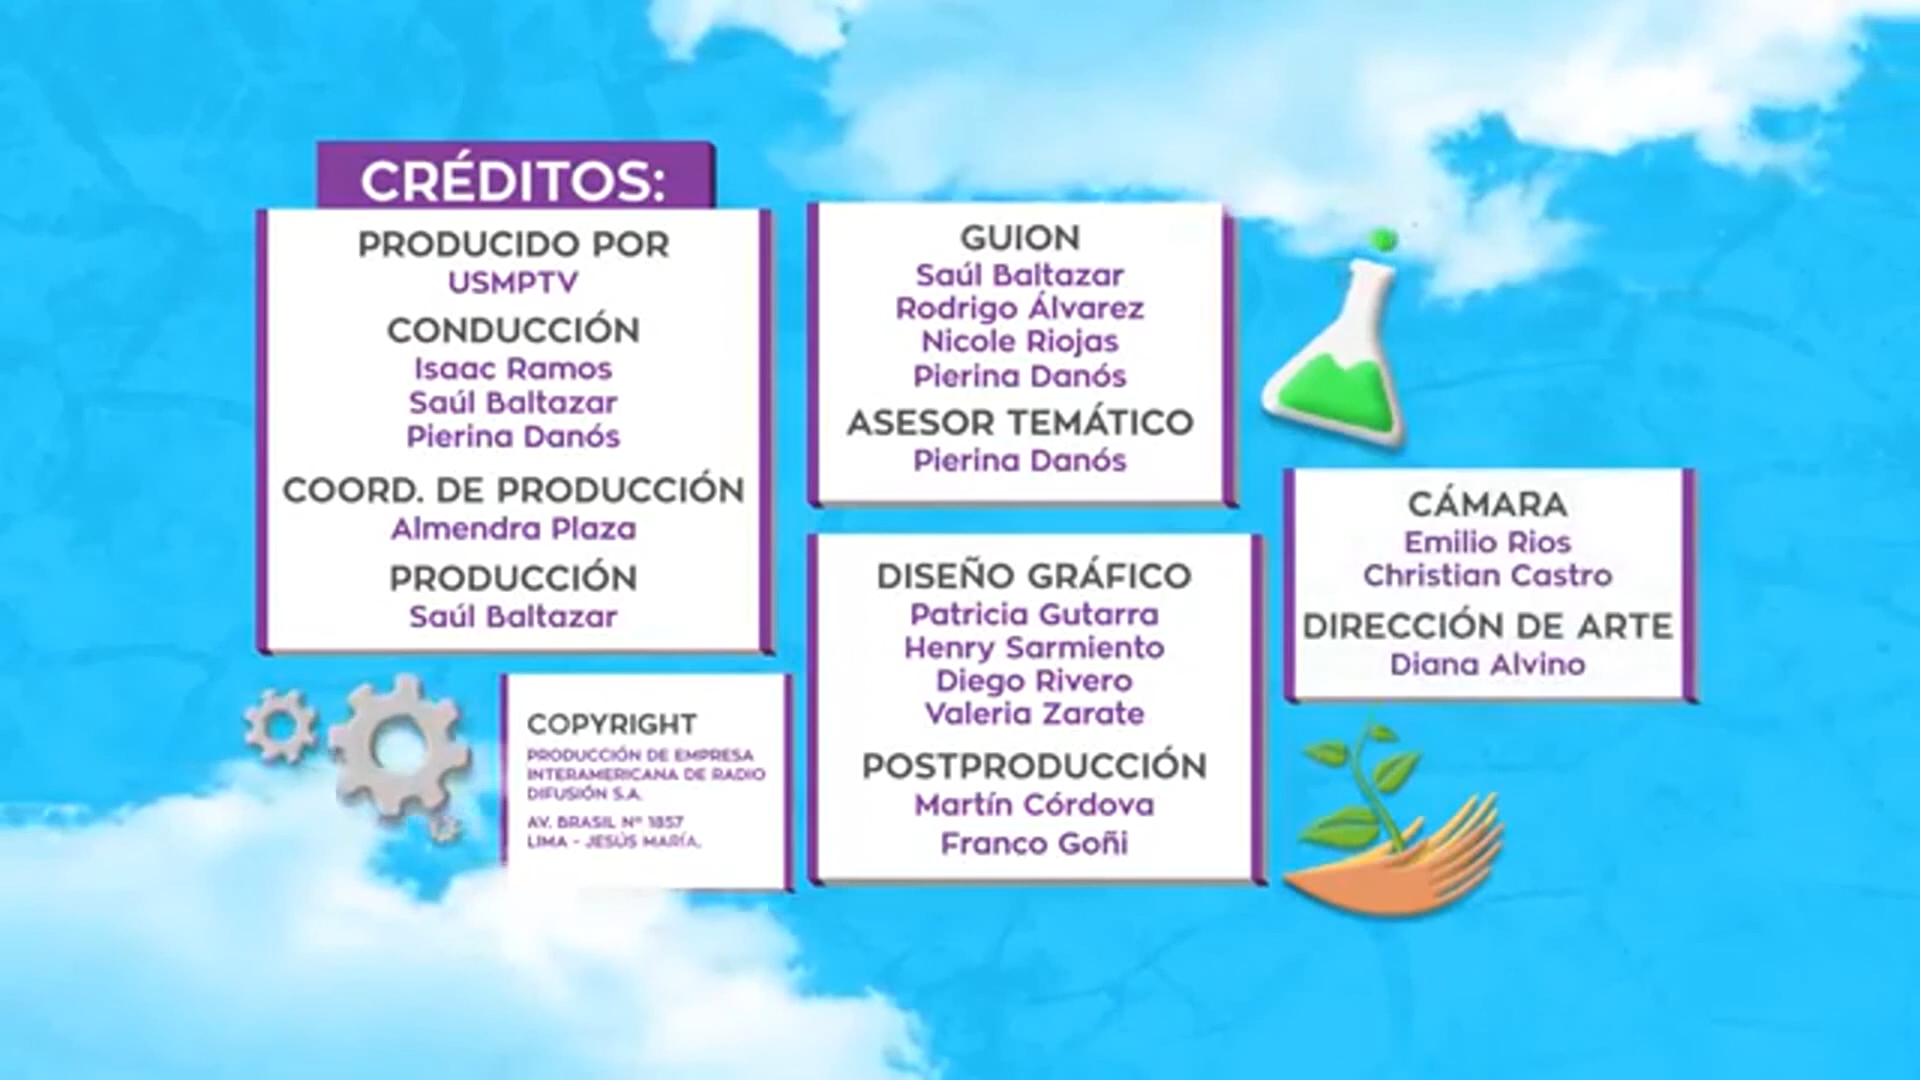 CRÉDITOS:
PRODUCIDO POR
USMPTV
CONDUCCIÓN
Isaac Ramos
Saúl Baltazar
Pierina Danós
COORD. DE PRODUCCIÓN
Almendra Plaza
PRODUCCIÓN
Saúl Baltazar
COPYRIGHT
PRODUCCIÓN DE EMPRESA
INTERAMERICANA DE RADIO
DIFUSIÓN S.A.
AV. BRASIL Nº 1857
LIMA - JESÚS MARÍA.
GUION
Saúl Baltazar
Rodrigo Álvarez
Nicole Riojas
Pierina Danós
ASESOR TEMÁTICO
Pierina Danós
DISEÑO GRÁFICO
Patricia Gutarra
Henry Sarmiento
Diego Rivero
Valeria Zarate
POSTPRODUCCIÓN
Martín Córdova
Franco Goñi
CÁMARA
Emilio Rios
Christian Castro
DIRECCIÓN DE ARTE
Diana Alvino